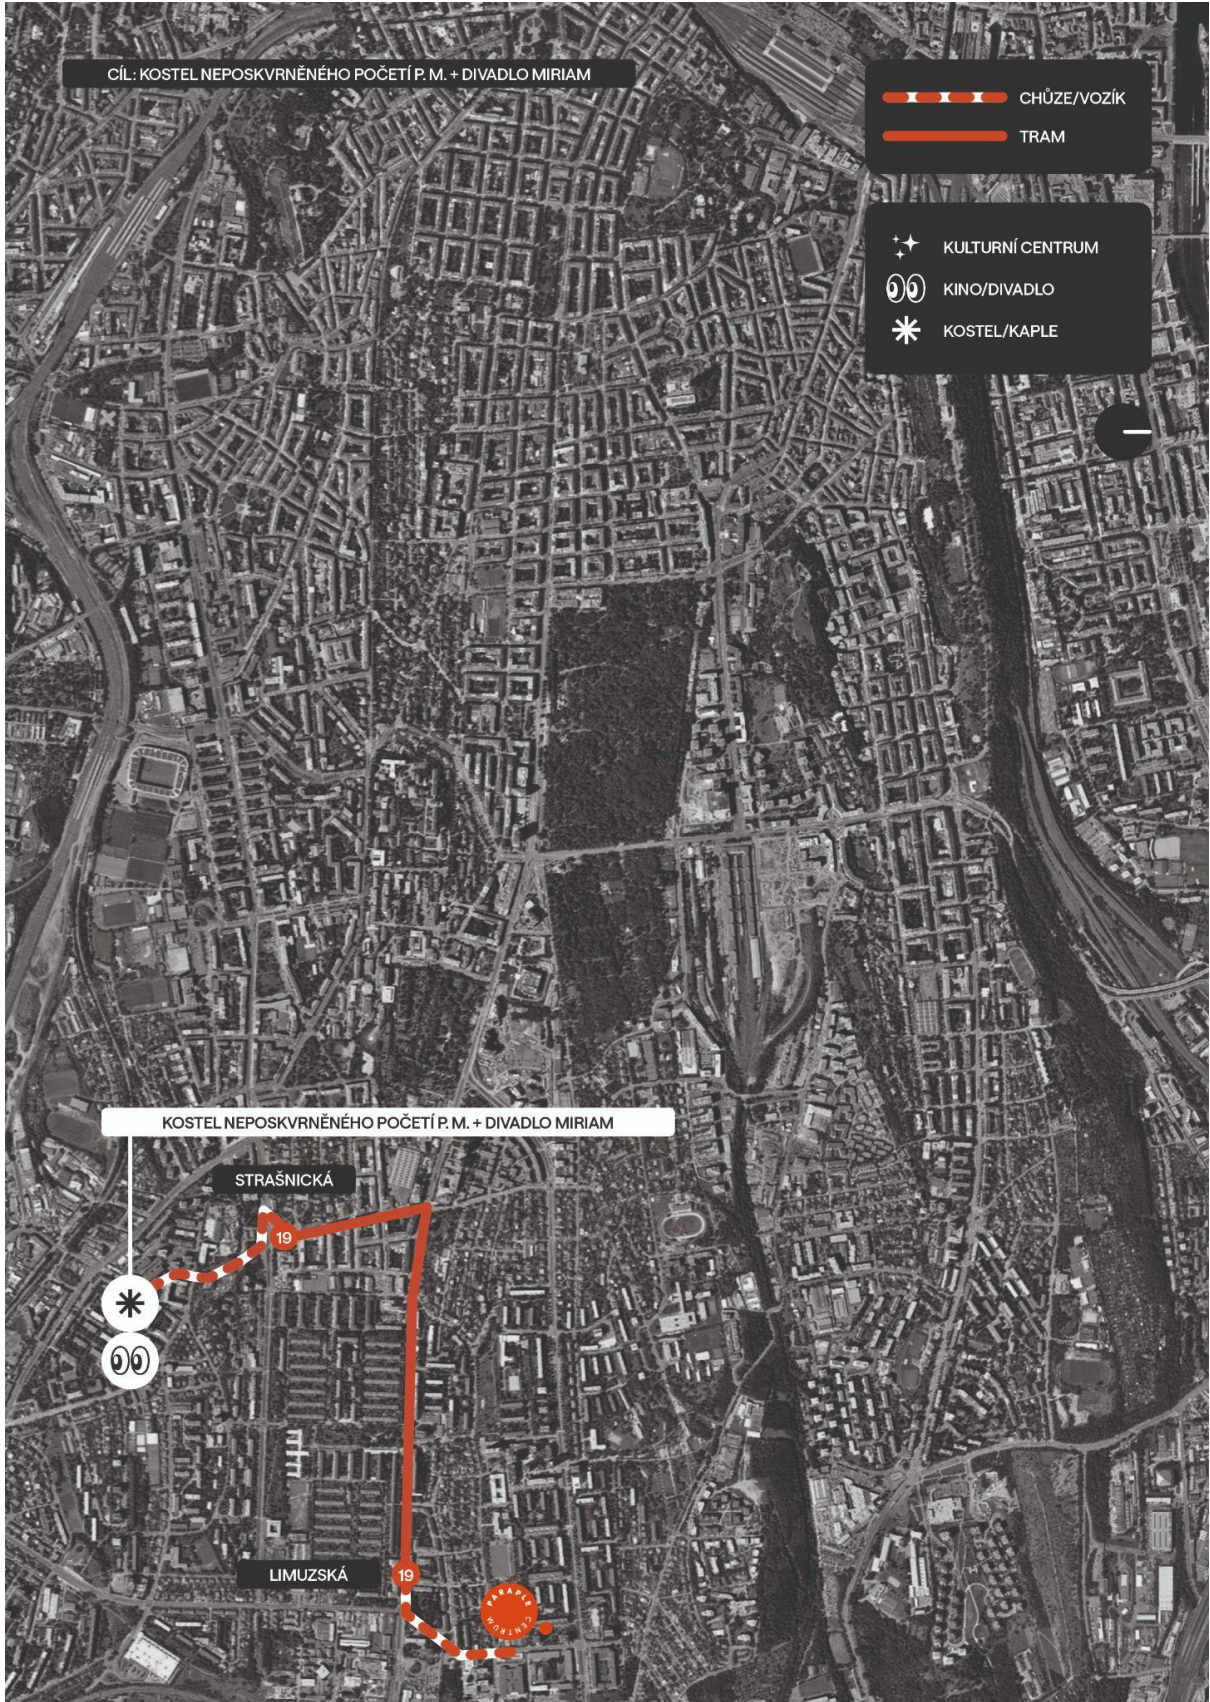 CÍL: KOSTEL NEPOSKVRNĚNÉHO POČETÍ P. M. + DIVADLO MIRIAM
CHŮZE/VOZÍK
TRAM
KULTURNÍ CENTRUM
KINO/DIVADLO
KOSTEL/KAPLE
KOSTEL NEPOSKVRNĚNÉHO POČETÍ P. M. + DIVADLO MIRIAM
STRAŠNICKÁ
19
LIMUZSKÁ
19
PARAPLE
CENTRUM